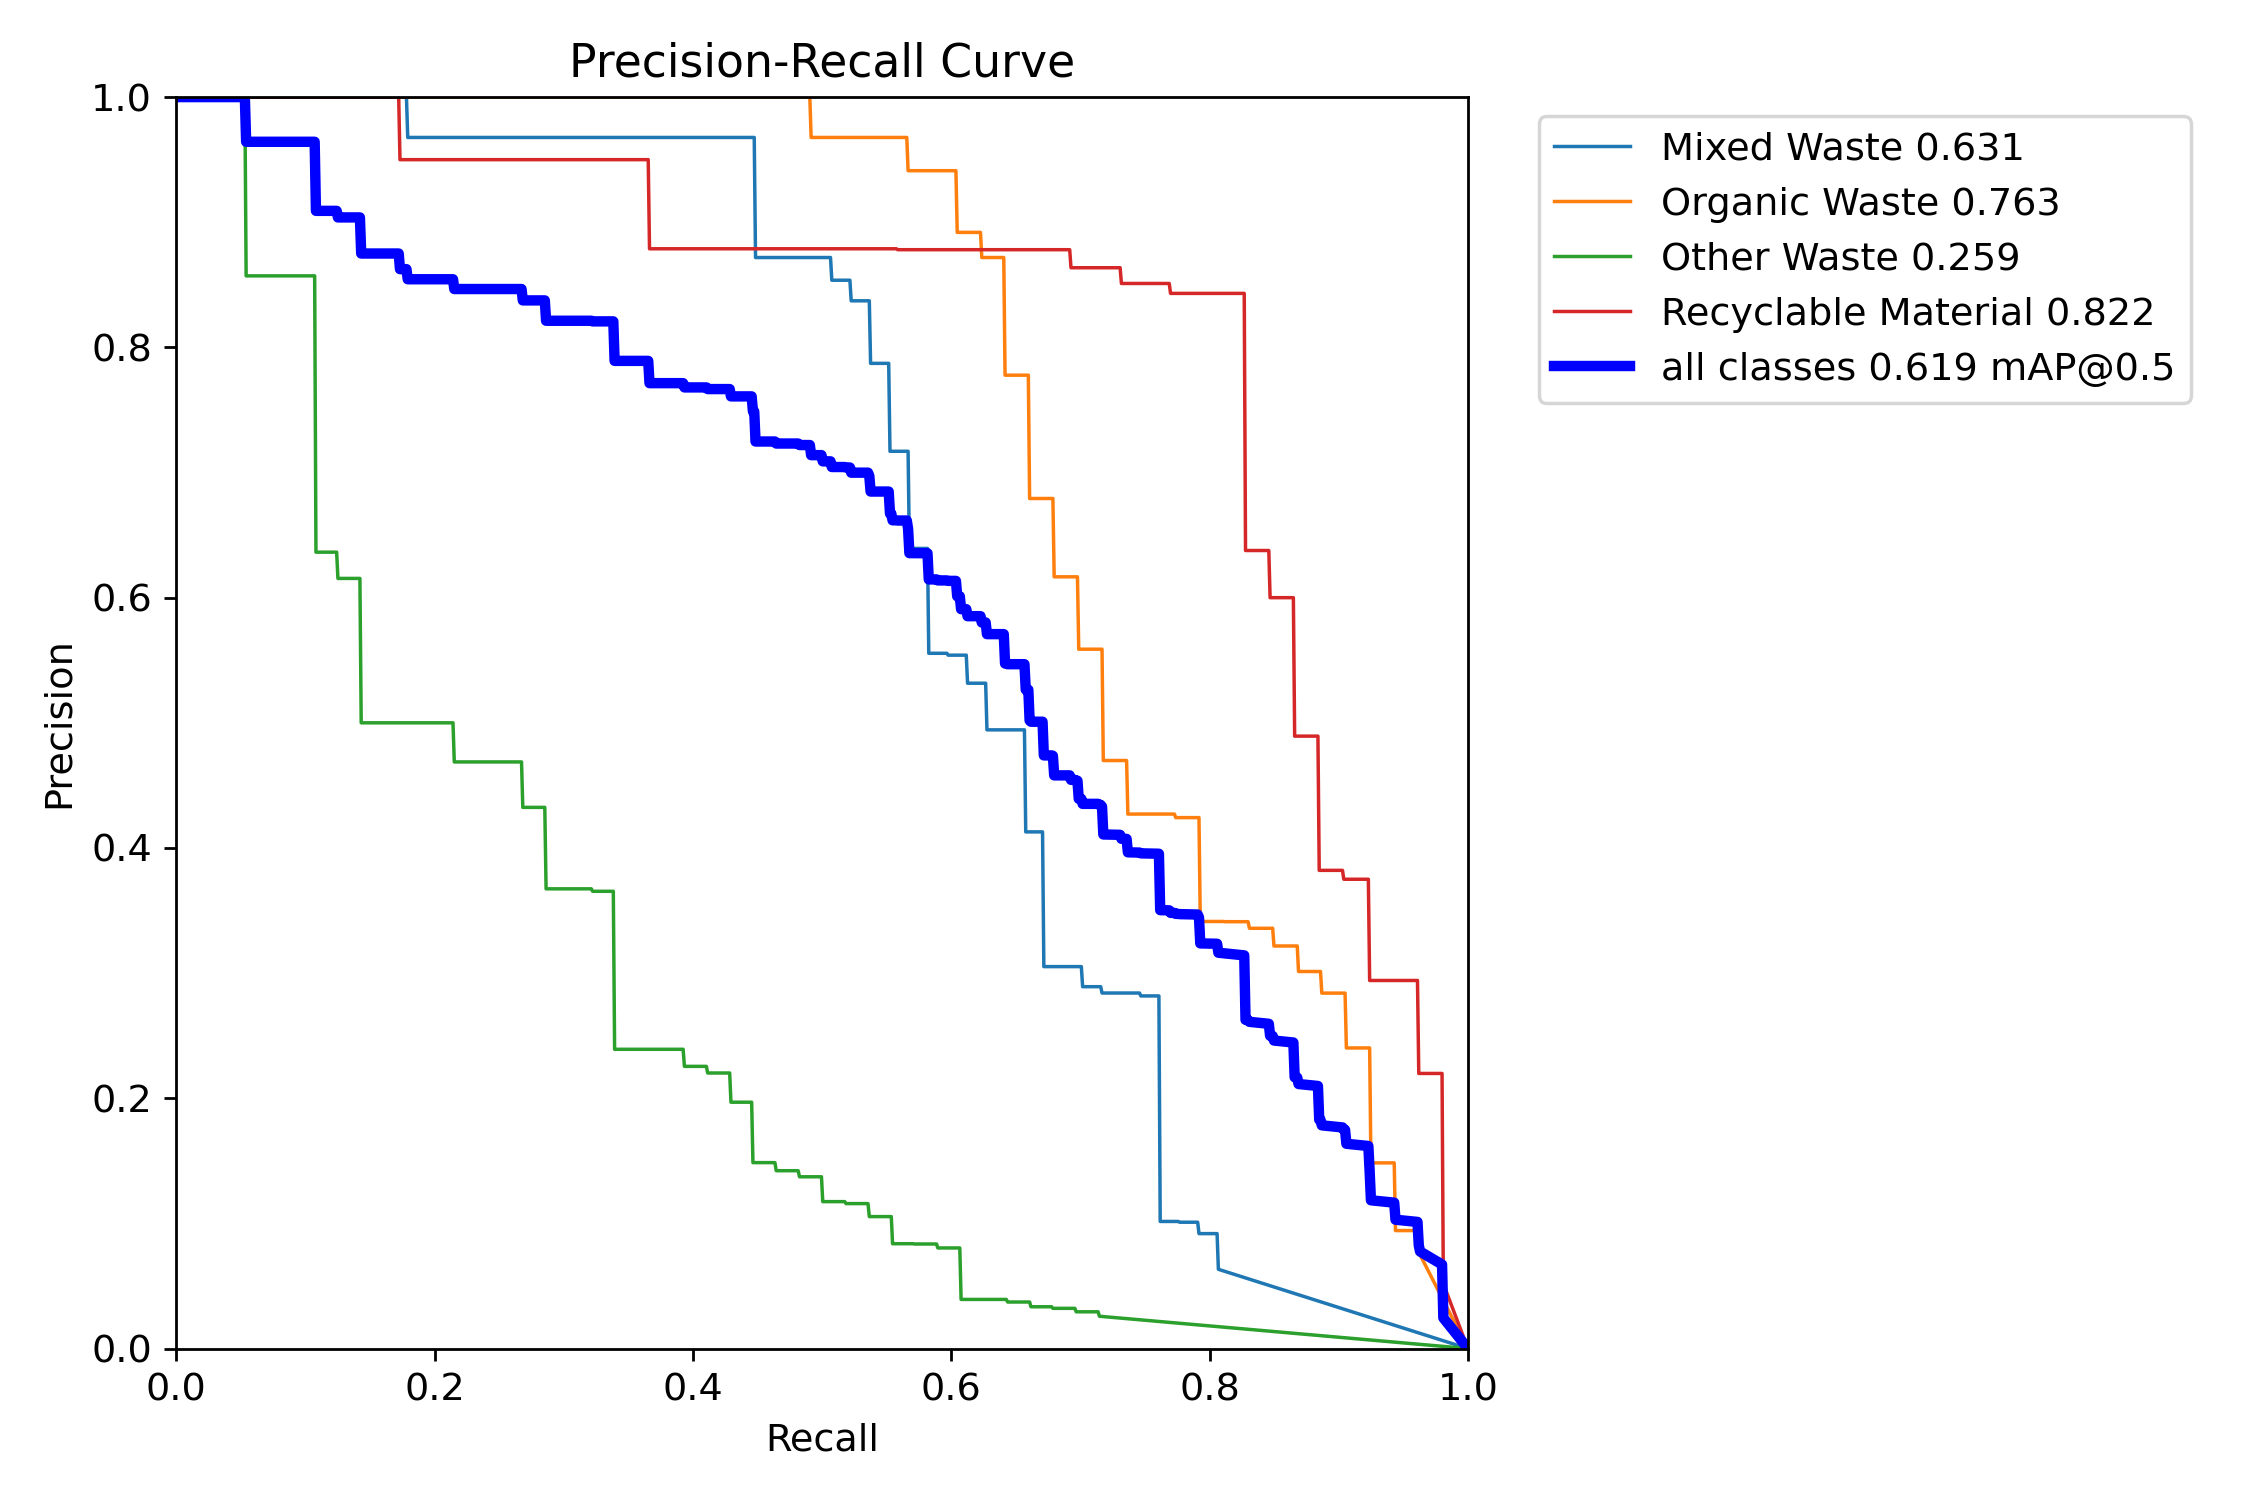 Precision-Recall Curve
1.0
0.8
0.6
0.4
0.2
0.0
Precision
0.0 0.2 0.4 0.6 0.8 1.0
Recall
Mixed Waste 0.631
Organic Waste 0.763
Other Waste 0.259
Recyclable Material 0.822
all classes 0.619 mAP@0.5